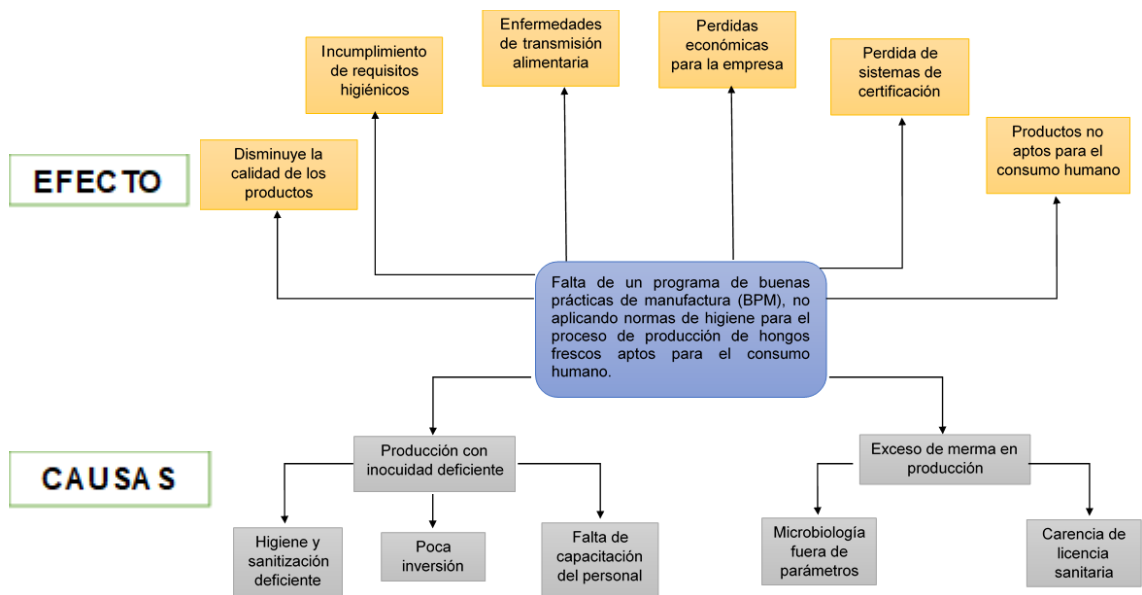 Enfermedades
de transmisión
alimentaria
Perdidas
económicas
para la empresa
Incumplimiento
de requisitos
higiénicos
Perdida de
sistemas de
certificación
Productos no
aptos para el
consumo humano
Disminuye la
calidad de los
productos
EFECTO
Falta de un programa de buenas
prácticas de manufactura (BPM), no
aplicando normas de higiene para el
proceso de producción de hongos
frescos aptos para el consumo
humano.
Producción con
inocuidad deficiente
Exceso de merma en
producción
CAUSAS
Higiene y
sanitización
deficiente
Poca
inversión
Falta de
capacitación
del personal
Microbiología
fuera de
parámetros
Carencia de
licencia
sanitaria